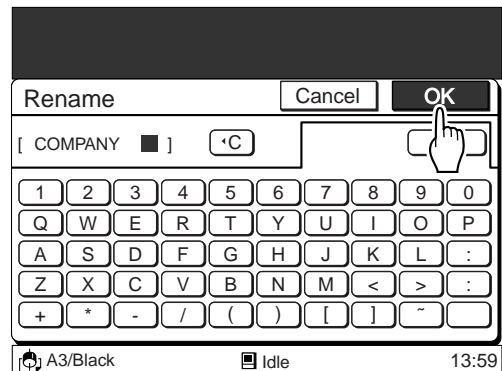 Rename Cancel OK
[ COMPANY ■ ] C
1 2 3 4 5 6 7 8 9 0
Q W E R T Y U I O P
A S D F G H J K L :
Z X C V B N M < > :
+ * - / ( ) [ ] ~
A3/Black Idle 13:59